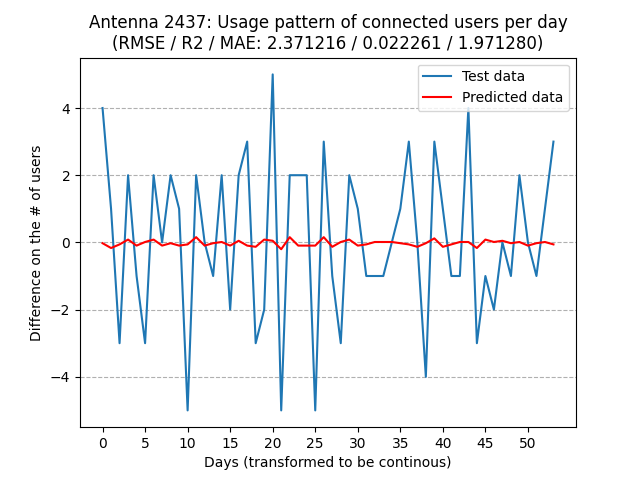 Antenna 2437: Usage pattern of connected users per day
(RMSE / R2 / MAE: 2.371216 / 0.022261 / 1.971280)
Test data
Predicted data
Difference on the # of users
4
2
0
−2
−4
0 5 10 15 20 25 30 35 40 45 50
Days (transformed to be continous)